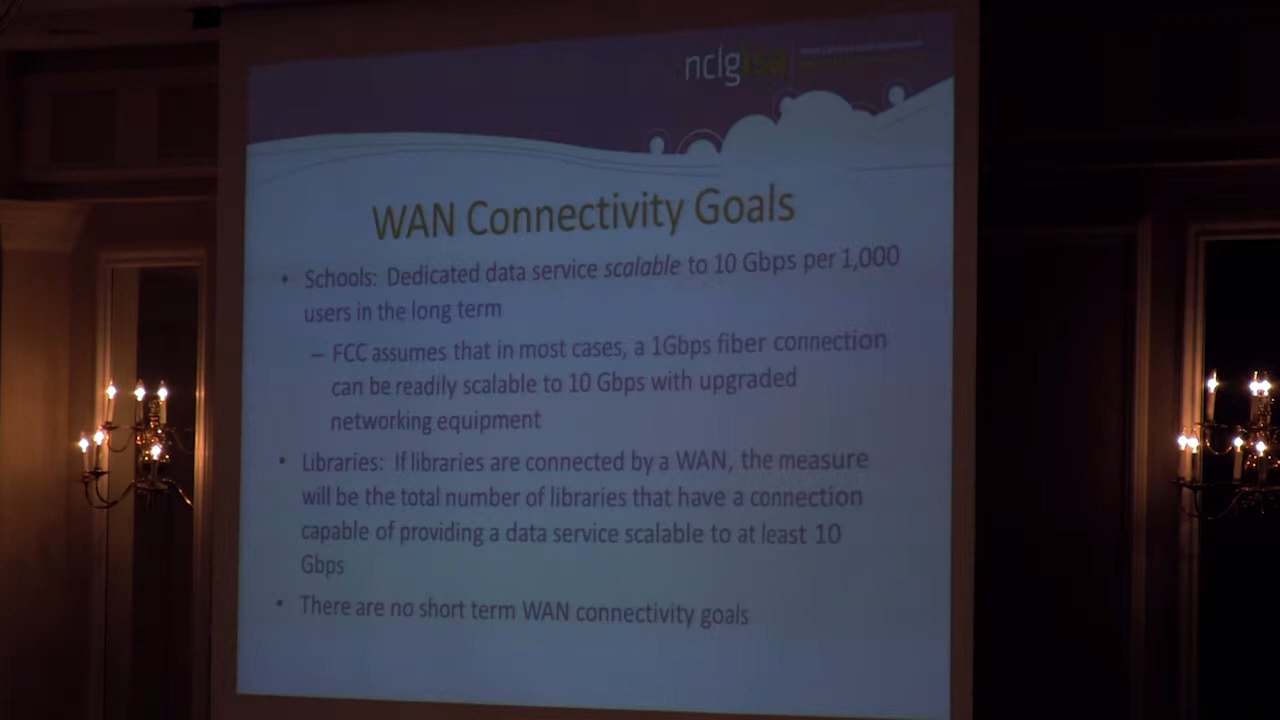 nclgisa
WAN Connectivity Goals
• Schools: Dedicated data service scalable to 10 Gbps per 1,000
users in the long term
– FCC assumes that in most cases, a 1Gbps fiber connection
can be readily scalable to 10 Gbps with upgraded
networking equipment
• Libraries: If libraries are connected by a WAN, the measure
will be the total number of libraries that have a connection
capable of providing a data service scalable to at least 10
Gbps
• There are no short term WAN connectivity goals